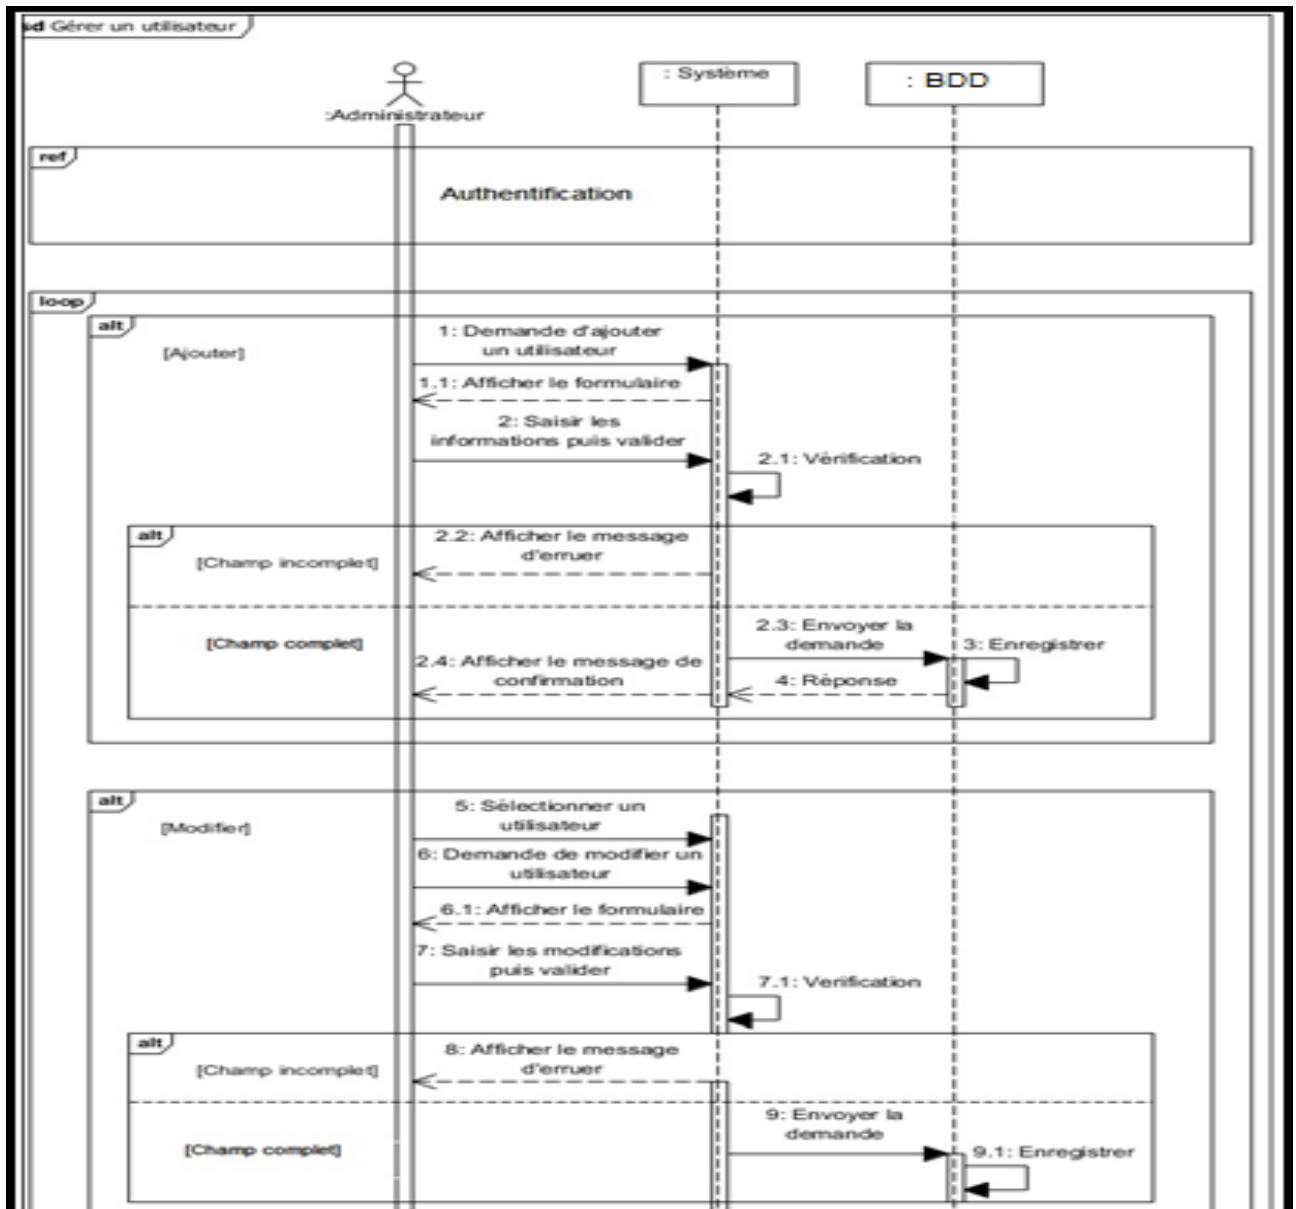 sd Gérer un utilisateur
: Système
: BDD
:Administrateur
ref
Authentification
loop
alt
[Ajouter]
1: Demande d'ajouter
un utilisateur
1.1: Afficher le formulaire
2: Saisir les
informations puis valider
2.1: Vérification
alt
[Champ incomplet]
2.2: Afficher le message
d'erruer
[Champ complet]
2.3: Envoyer la
demande
3: Enregistrer
2.4: Afficher le message de
confirmation
4: Réponse
alt
[Modifier]
5: Sélectionner un
utilisateur
6: Demande de modifier un
utilisateur
6.1: Afficher le formulaire
7: Saisir les modifications
puis valider
7.1: Verification
alt
[Champ incomplet]
8: Afficher le message
d'erruer
[Champ complet]
9: Envoyer la
demande
9.1: Enregistrer